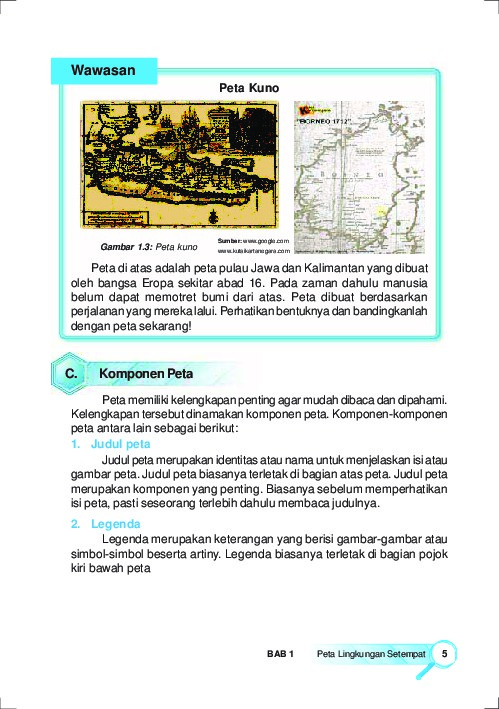 Wawasan
Peta Kuno
"BORNEO 1712"
BORNEO
Gambar 1.3: Peta kuno
Sumber: www.google.com
www.kutaikartanegara.com
Peta di atas adalah peta pulau Jawa dan Kalimantan yang dibuat
oleh bangsa Eropa sekitar abad 16. Pada zaman dahulu manusia
belum dapat memotret bumi dari atas. Peta dibuat berdasarkan
perjalanan yang mereka lalui. Perhatikan bentuknya dan bandingkanlah
dengan peta sekarang!
C. Komponen Peta
Peta memiliki kelengkapan penting agar mudah dibaca dan dipahami.
Kelengkapan tersebut dinamakan komponen peta. Komponen-komponen
peta antara lain sebagai berikut:
1. Judul peta
Judul peta merupakan identitas atau nama untuk menjelaskan isi atau
gambar peta. Judul peta biasanya terletak di bagian atas peta. Judul peta
merupakan komponen yang penting. Biasanya sebelum memperhatikan
isi peta, pasti seseorang terlebih dahulu membaca judulnya.
2. Legenda
Legenda merupakan keterangan yang berisi gambar-gambar atau
simbol-simbol beserta artiny. Legenda biasanya terletak di bagian pojok
kiri bawah peta
BAB 1 Peta Lingkungan Setempat 5